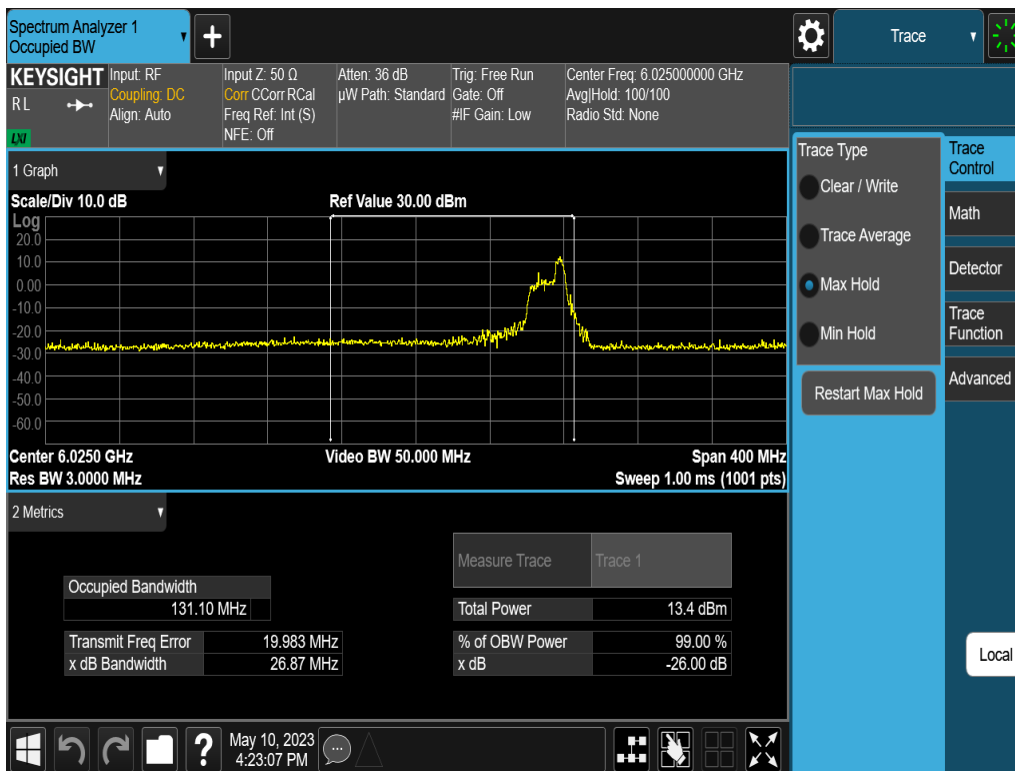 Spectrum Analyzer 1
Occupied BW
Trace
KEYSIGHT
RL
LXI
Input: RF
Coupling: DC
Align: Auto
Input Z: 50 Ω
Corr CCorr RCal
Freq Ref: Int (S)
NFE: Off
Atten: 36 dB
µW Path: Standard
Trig: Free Run
Gate: Off
#IF Gain: Low
Center Freq: 6.025000000 GHz
Avg|Hold: 100/100
Radio Std: None
1 Graph
Scale/Div 10.0 dB
Ref Value 30.00 dBm
Log
20.0
10.0
0.00
-10.0
-20.0
-30.0
-40.0
-50.0
-60.0
Center 6.0250 GHz
Video BW 50.000 MHz
Span 400 MHz
Res BW 3.0000 MHz
Sweep 1.00 ms (1001 pts)
2 Metrics
Measure Trace
Trace 1
Occupied Bandwidth
131.10 MHz
Total Power
13.4 dBm
Transmit Freq Error
19.983 MHz
% of OBW Power
99.00 %
x dB Bandwidth
26.87 MHz
x dB
-26.00 dB
Trace Type
Clear / Write
Trace Average
Max Hold
Min Hold
Restart Max Hold
Trace
Control
Math
Detector
Trace
Function
Advanced
Local
?
May 10, 2023
4:23:07 PM